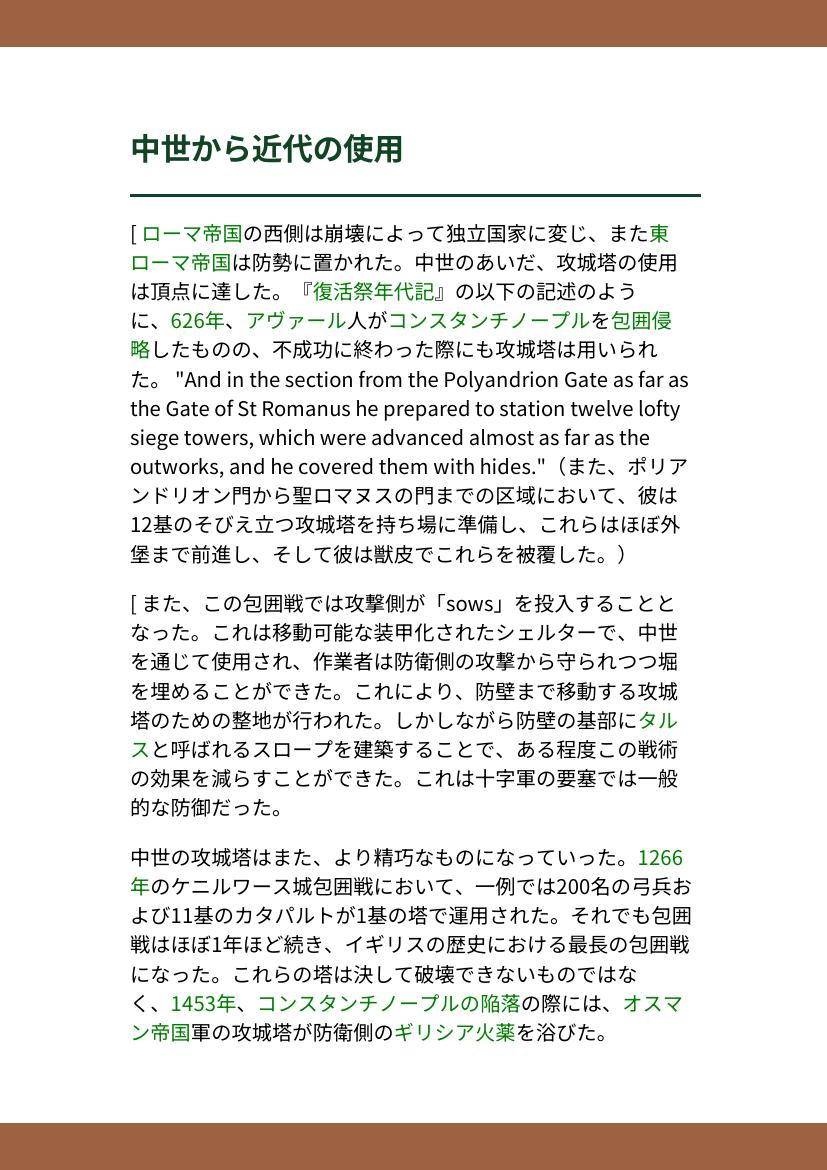 中世から近代の使用
[ ローマ帝国の西側は崩壊によって独立国家に変じ、また東
ローマ帝国は防勢に置かれた。中世のあいだ、攻城塔の使用
は頂点に達した。『復活祭年代記』の以下の記述のよう
に、626年、アヴァール人がコンスタンチノープルを包囲侵
略したものの、不成功に終わった際にも攻城塔は用いられ
た。 "And in the section from the Polyandrion Gate as far as
the Gate of St Romanus he prepared to station twelve lofty
siege towers, which were advanced almost as far as the
outworks, and he covered them with hides."（また、ポリア
ンドリオン門から聖ロマヌスの門までの区域において、彼は
12基のそびえ立つ攻城塔を持ち場に準備し、これらはほぼ外
堡まで前進し、そして彼は獣皮でこれらを被覆した。）
[ また、この包囲戦では攻撃側が「sows」を投入することと
なった。これは移動可能な装甲化されたシェルターで、中世
を通じて使用され、作業者は防衛側の攻撃から守られつつ堀
を埋めることができた。これにより、防壁まで移動する攻城
塔のための整地が行われた。しかしながら防壁の基部にタル
スと呼ばれるスロープを建築することで、ある程度この戦術
の効果を減らすことができた。これは十字軍の要塞では一般
的な防御だった。
中世の攻城塔はまた、より精巧なものになっていった。1266
年のケニルワース城包囲戦において、一例では200名の弓兵お
よび11基のカタパルトが1基の塔で運用された。それでも包囲
戦はほぼ1年ほど続き、イギリスの歴史における最長の包囲戦
になった。これらの塔は決して破壊できないものではな
く、1453年、コンスタンチノープルの陥落の際には、オスマ
ン帝国軍の攻城塔が防衛側のギリシア火薬を浴びた。